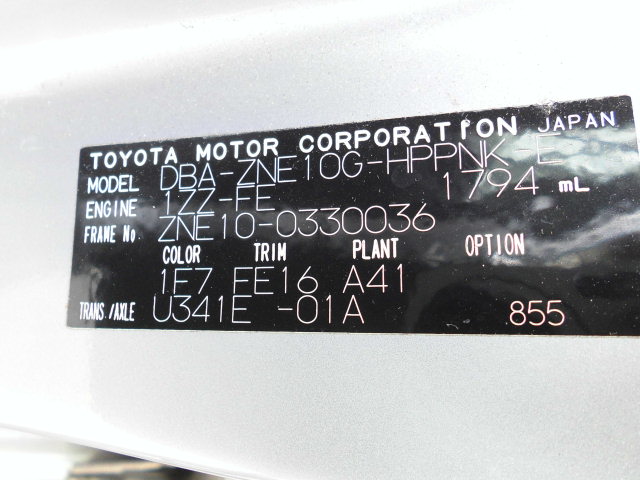 TOYOTA MOTOR CORPORATION JAPAN
MODEL DBA-ZNE10G-HPPNK-E
ENGINE 1ZZ-FE 1794 mL
FRAME No. ZNE10-0330036
COLOR TRIM PLANT OPTION
1F7 FE16 A41
TRANS./AXLE U341E -01A 855